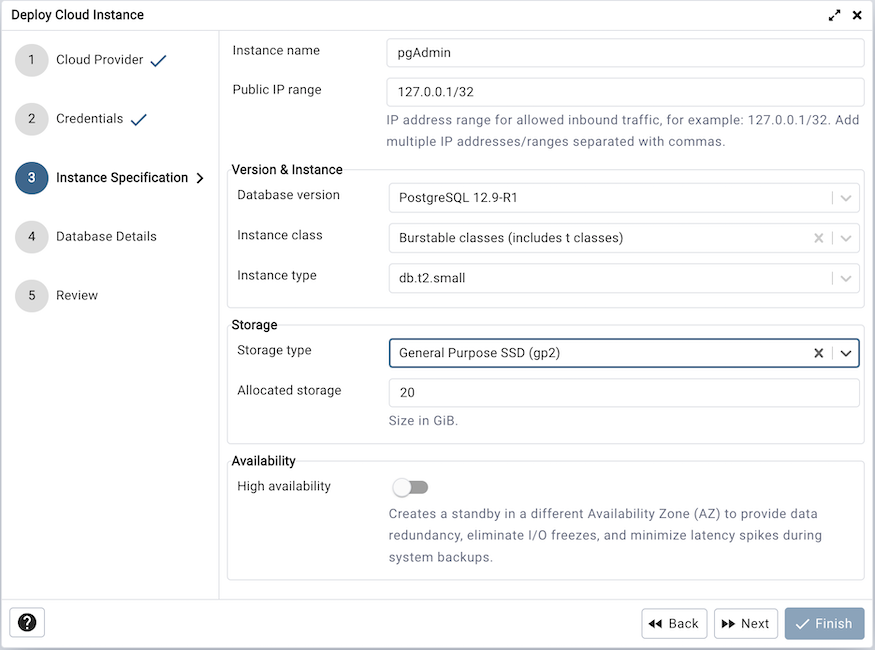 Deploy Cloud Instance
1 Cloud Provider
2 Credentials
3 Instance Specification
4 Database Details
5 Review
Instance name pgAdmin
Public IP range 127.0.0.1/32
IP address range for allowed inbound traffic, for example: 127.0.0.1/32. Add
multiple IP addresses/ranges separated with commas.
Version & Instance
Database version PostgreSQL 12.9-R1
Instance class Burstable classes (includes t classes)
Instance type db.t2.small
Storage
Storage type General Purpose SSD (gp2)
Allocated storage 20
Size in GiB.
Availability
High availability
Creates a standby in a different Availability Zone (AZ) to provide data
redundancy, eliminate I/O freezes, and minimize latency spikes during
system backups.
? Back Next Finish